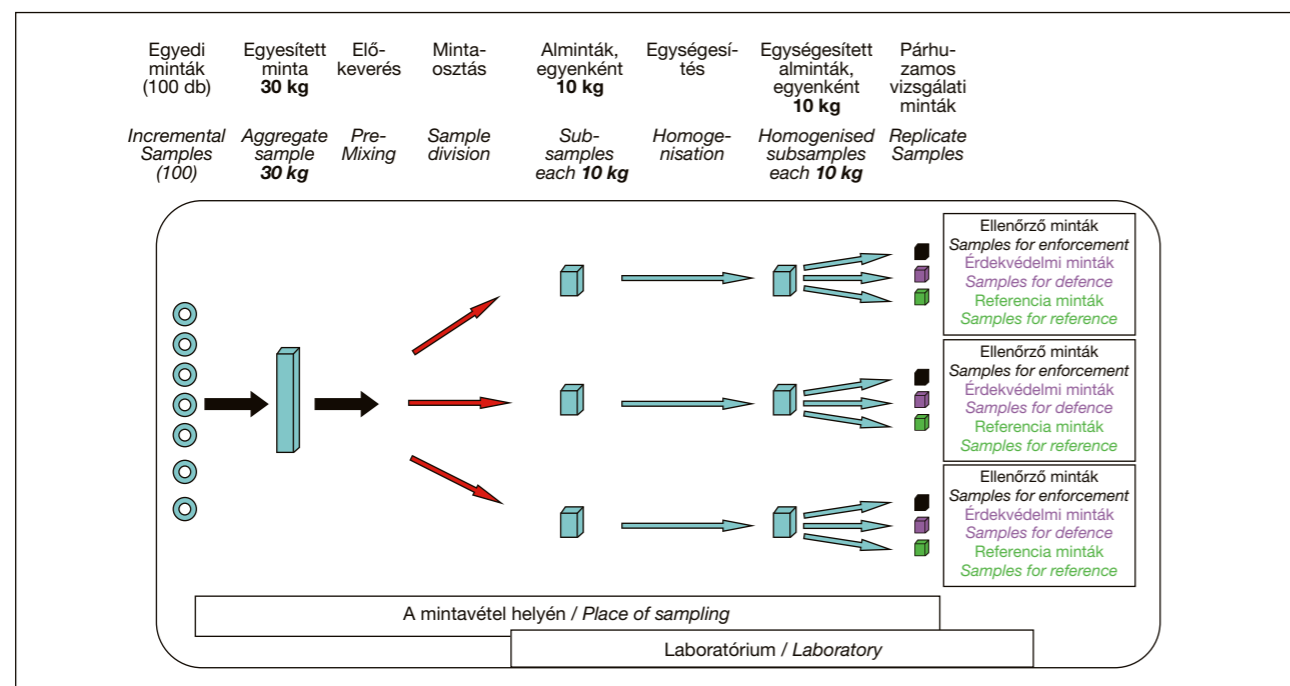 Egyedi
minták
(100 db)
Egyesített
minta
30 kg
Elő-
keverés
Minta-
osztás
Alminták,
egyenként
10 kg
Egységesí-
tés
Egységesített
alminták,
egyenként
10 kg
Párhu-
zamos
vizsgálati
minták
Incremental
Samples
(100)
Aggregate
sample
30 kg
Pre-
Mixing
Sample
division
Sub-
samples
each 10 kg
Homoge-
nisation
Homogenised
subsamples
each 10 kg
Replicate
Samples
Ellenőrző minták
Samples for enforcement
Érdekvédelmi minták
Samples for defence
Referencia minták
Samples for reference
Ellenőrző minták
Samples for enforcement
Érdekvédelmi minták
Samples for defence
Referencia minták
Samples for reference
Ellenőrző minták
Samples for enforcement
Érdekvédelmi minták
Samples for defence
Referencia minták
Samples for reference
A mintavétel helyén / Place of sampling
Laboratórium / Laboratory